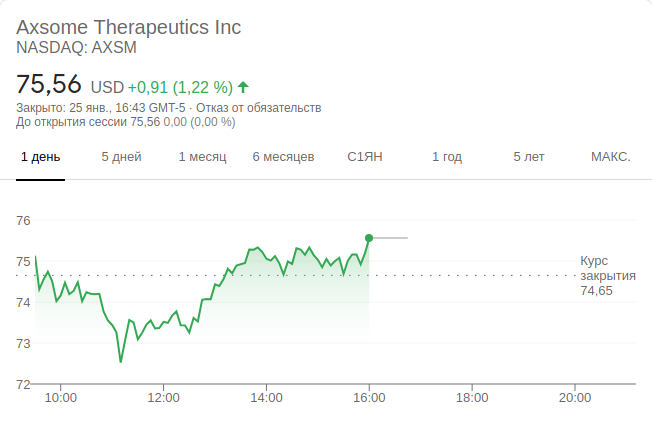 Axsome Therapeutics Inc
NASDAQ: AXSM
75,56 USD +0,91 (1,22 %)
Закрыто: 25 янв., 16:43 GMT-5 · Отказ от обязательств
До открытия сессии 75,56 0,00 (0,00 %)
1 день 5 дней 1 месяц 6 месяцев С1ЯН 1 год 5 лет МАКС.
76
75
74
73
72
Курс
закрытия
74,65
10:00 12:00 14:00 16:00 18:00 20:00